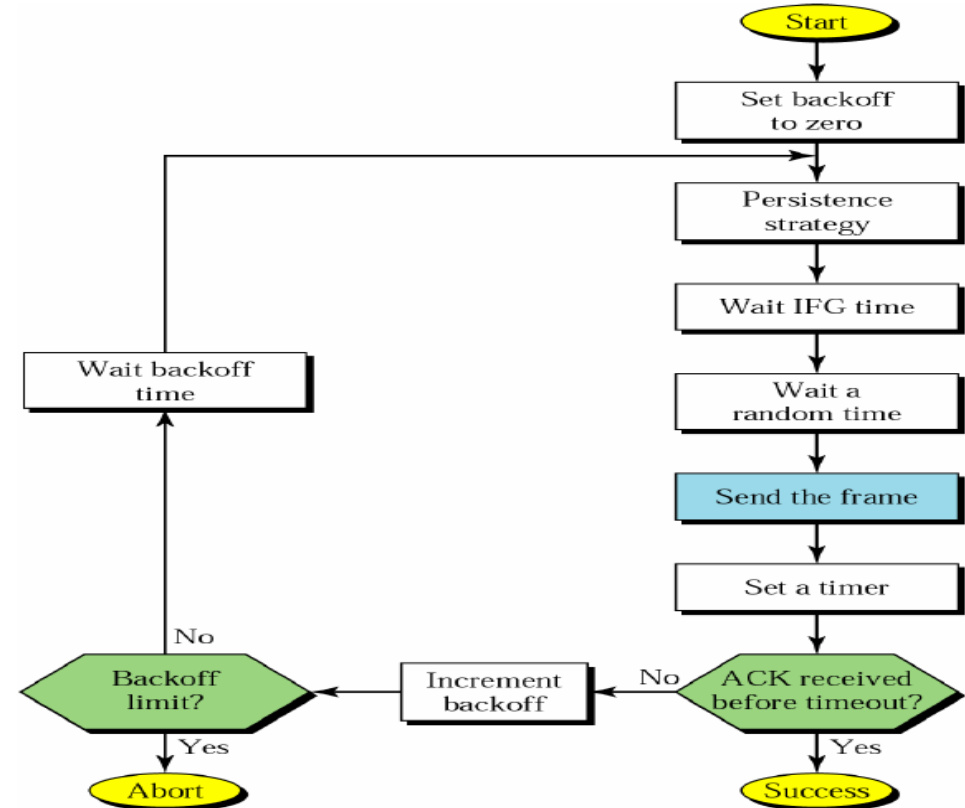 Start
Set backoff
to zero
Persistence
strategy
Wait IFG time
Wait a
random time
Send the frame
Set a timer
ACK received
before timeout?
Yes
Success
No
Increment
backoff
Backoff
limit?
Yes
Abort
No
Wait backoff
time